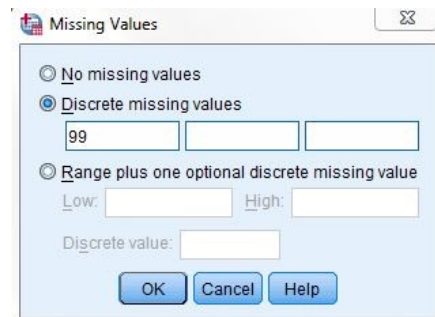 Missing Values
No missing values
Discrete missing values
99
Range plus one optional discrete missing value
Low: High:
Discrete value:
OK Cancel Help